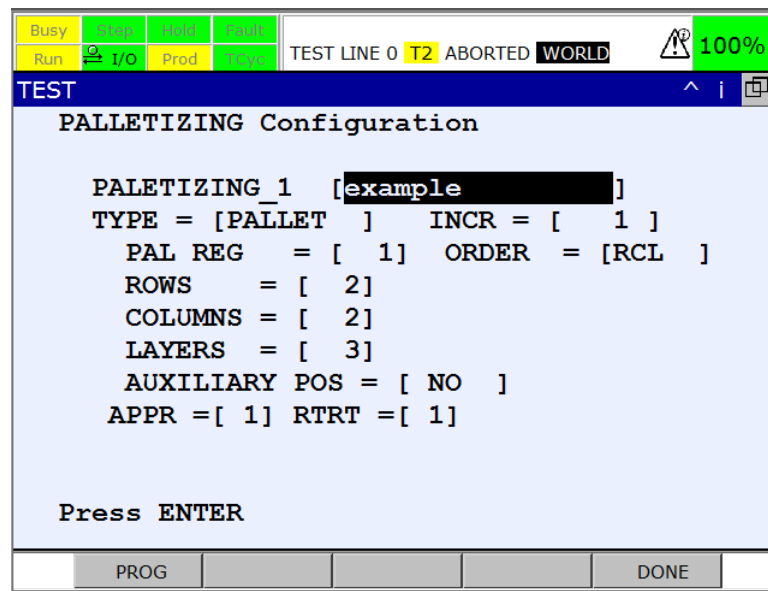 Busy Step Hold Fault
Run I/O Prod TCyc
TEST LINE 0 T2 ABORTED WORLD
100%
TEST ^ i
PALLETIZING Configuration
PALETIZING_1 [example ]
TYPE = [PALLET ] INCR = [ 1 ]
PAL REG = [ 1] ORDER = [RCL ]
ROWS = [ 2]
COLUMNS = [ 2]
LAYERS = [ 3]
AUXILIARY POS = [ NO ]
APPR =[ 1] RTRT =[ 1]
Press ENTER
PROG DONE